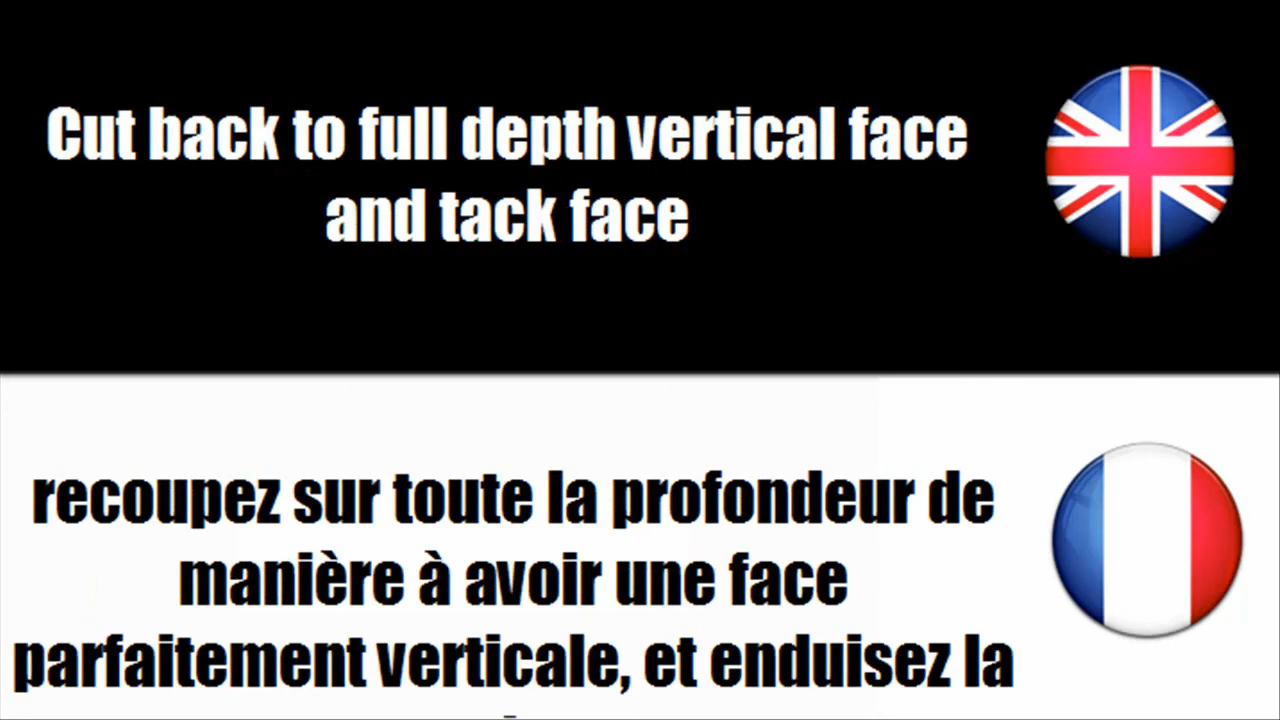 Cut back to full depth vertical face
and tack face
recoupez sur toute la profondeur de
manière à avoir une face
parfaitement verticale, et enduisez la